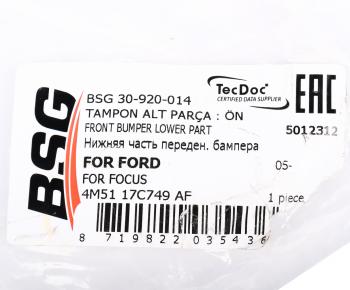 BSG
BSG 30-920-014
TecDoc
CERTIFIED DATA SUPPLIER
EAC
TAMPON ALT PARÇA : ÖN
FRONT BUMPER LOWER PART
5012312
Нижняя часть переден. бампера
FOR FORD
05-
FOR FOCUS
4M51 17C749 AF
1 piece
8 719822 035436